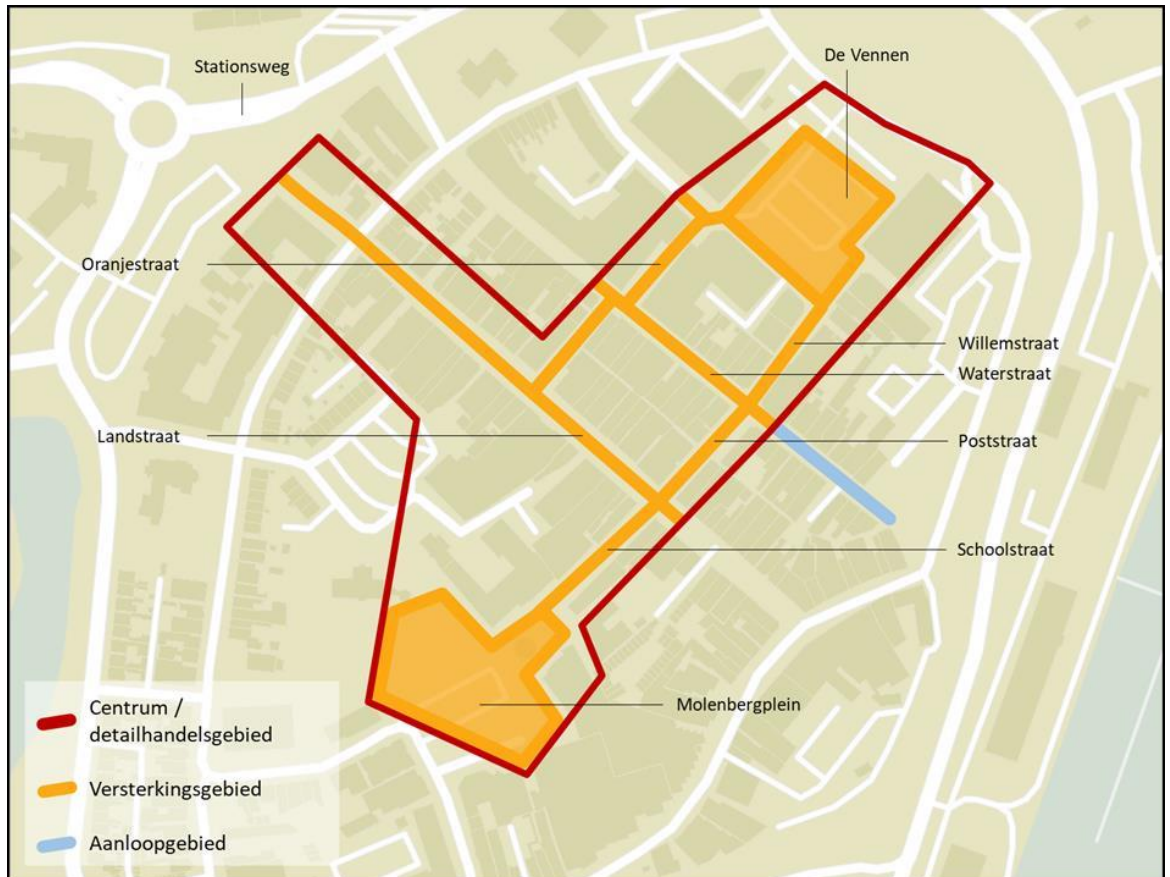 De Vennen
Stationsweg
Oranjestraat
Willemstraat
Waterstraat
Landstraat
Poststraat
Schoolstraat
Molenbergplein
Centrum /
detailhandelsgebied
Versterkingsgebied
Aanloopgebied